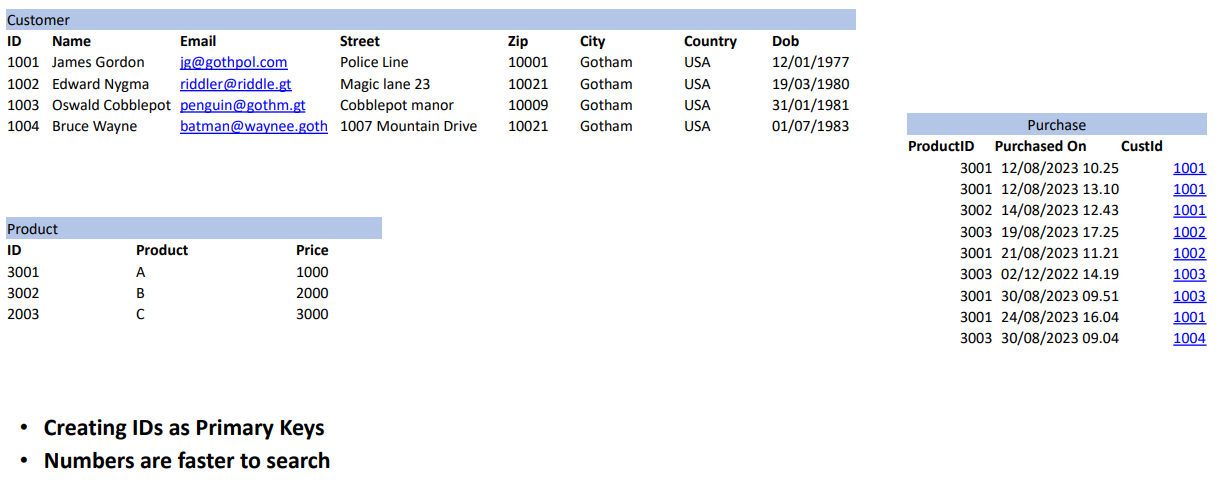 Customer
ID Name Email Street Zip City Country Dob
1001 James Gordon jg@gothpol.com Police Line 10001 Gotham USA 12/01/1977
1002 Edward Nygma riddler@riddle.gt Magic lane 23 10021 Gotham USA 19/03/1980
1003 Oswald Cobblepot penguin@gothm.gt Cobblepot manor 10009 Gotham USA 31/01/1981
1004 Bruce Wayne batman@waynee.goth 1007 Mountain Drive 10021 Gotham USA 01/07/1983
Purchase
ProductID Purchased On CustId
3001 12/08/2023 10.25 1001
3001 12/08/2023 13.10 1001
3002 14/08/2023 12.43 1001
3003 19/08/2023 17.25 1002
3001 21/08/2023 11.21 1002
3003 02/12/2022 14.19 1003
3001 30/08/2023 09.51 1003
3001 24/08/2023 16.04 1001
3003 30/08/2023 09.04 1004
Product
ID Product Price
3001 A 1000
3002 B 2000
2003 C 3000
• Creating IDs as Primary Keys
• Numbers are faster to search